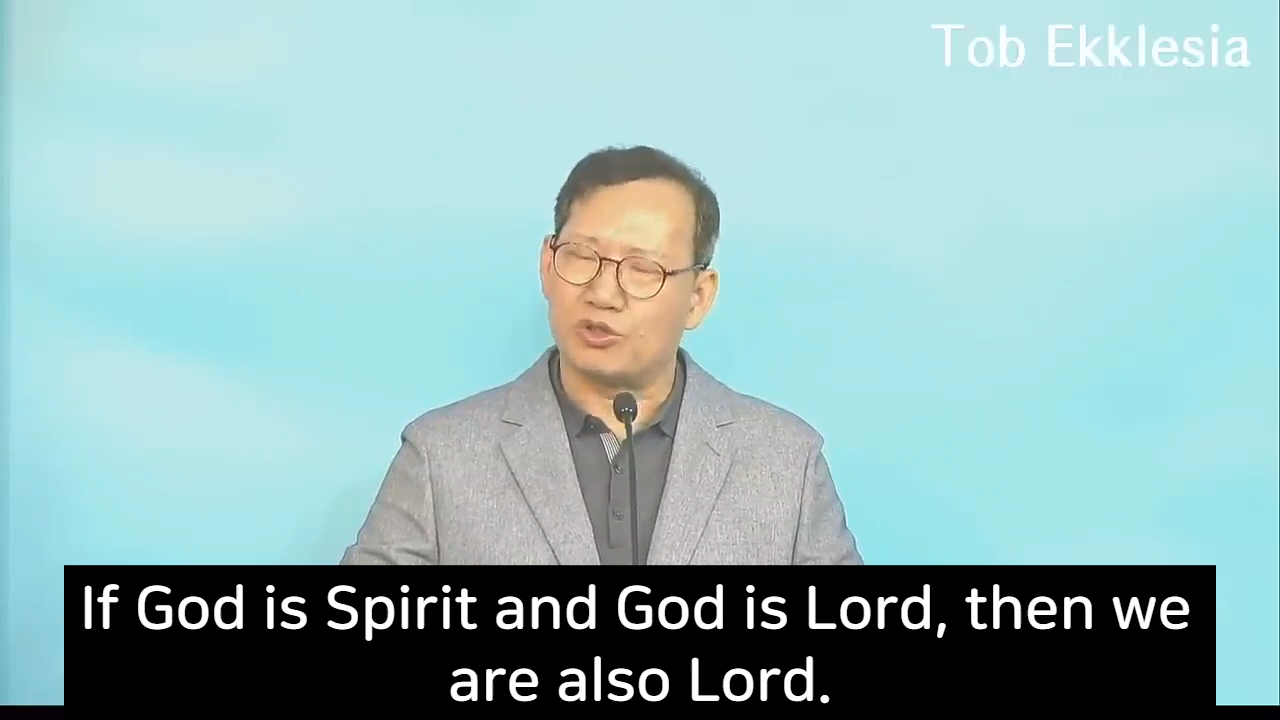 Tob Ekklesia
If God is Spirit and God is Lord, then we
are also Lord.